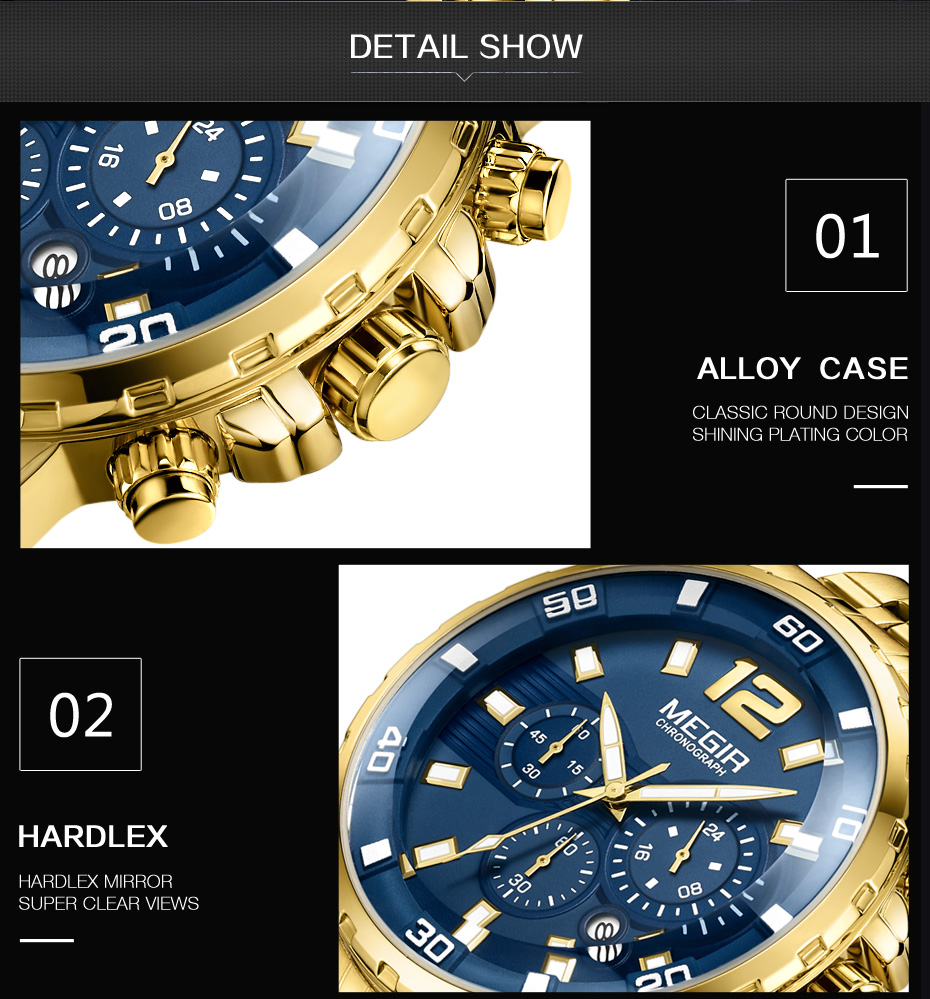 DETAIL SHOW
24
16
08
20
01
ALLOY CASE
CLASSIC ROUND DESIGN
SHINING PLATING COLOR
50
60
12
MEGIR
CHRONOGRAPH
40
45
15
30
10
60
30
24
16
08
30
20
02
HARDLEX
HARDLEX MIRROR
SUPER CLEAR VIEWS